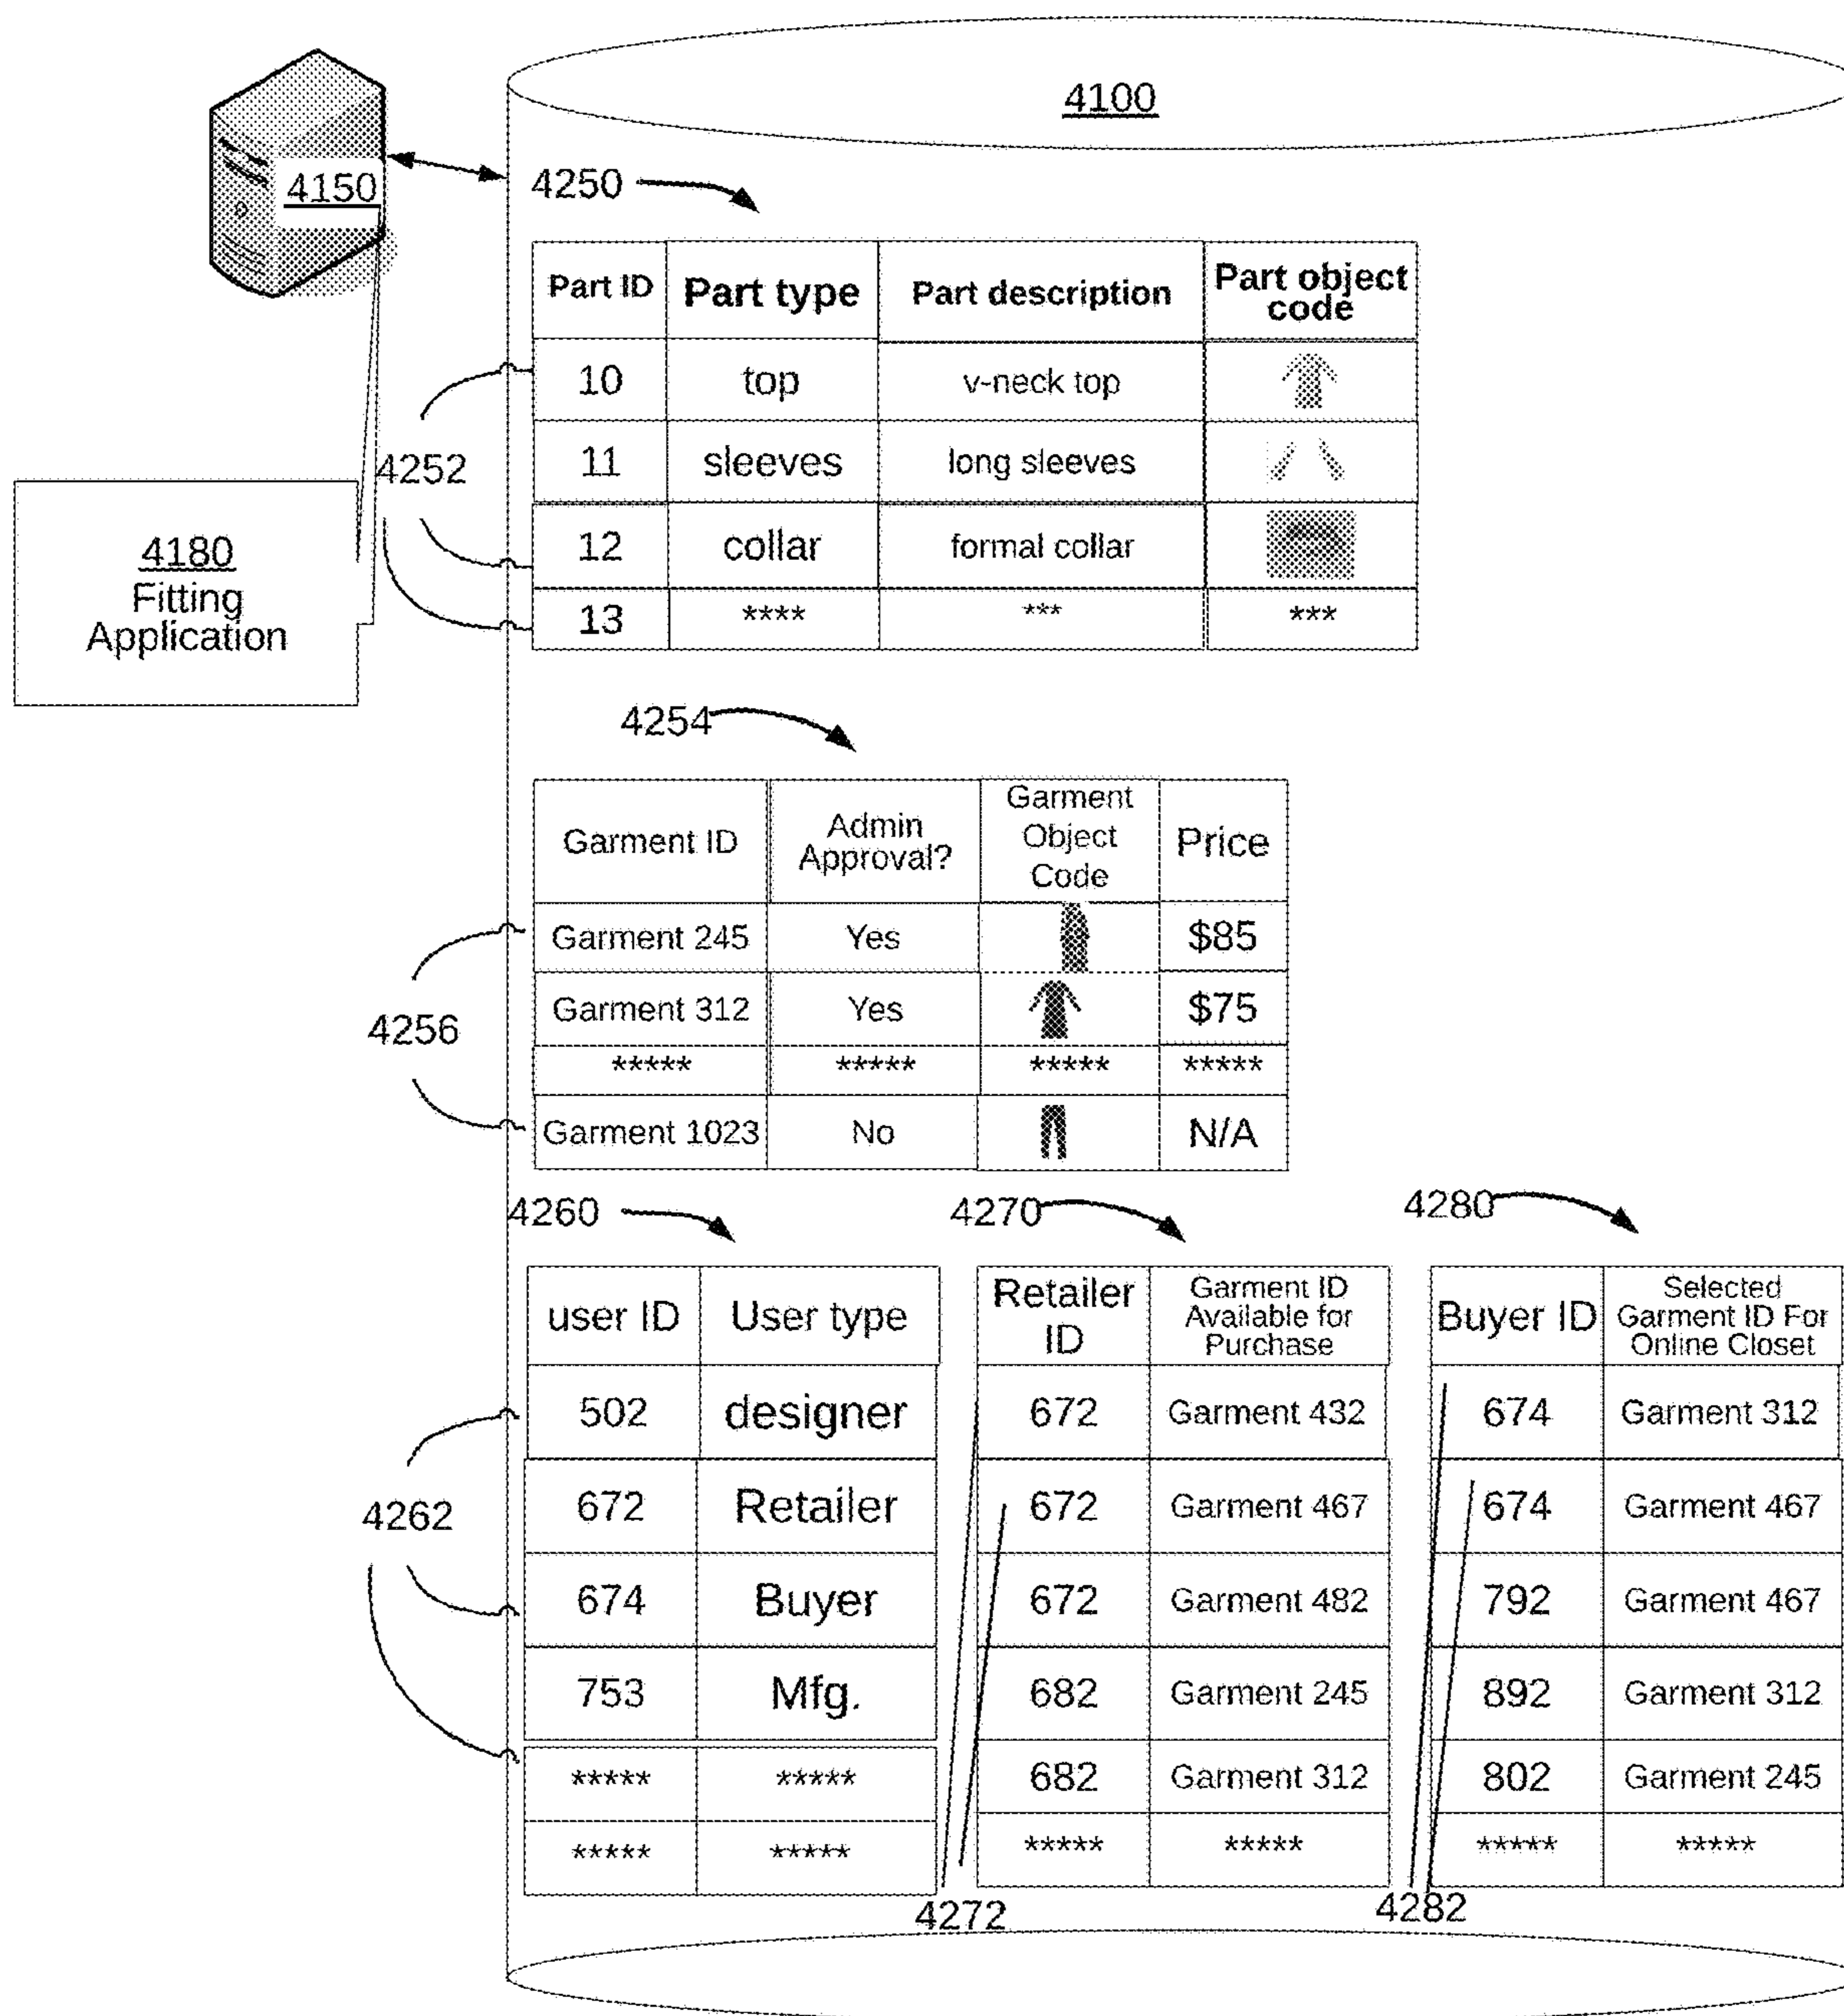 4100
4150
4250
Part ID Part type Part description Part object
code
10 top v-neck top
11 sleeves long sleeves
4252
12 collar formal collar
13 **** *** ***
4180
Fitting
Application
4254
Garment ID Admin
Approval? Garment
Object
Code Price
Garment 245 Yes $85
Garment 312 Yes $75
***** ***** ***** *****
Garment 1023 No N/A
4256
4260
user ID User type
502 designer
672 Retailer
674 Buyer
753 Mfg.
***** *****
***** *****
4262
4270
Retailer
ID Garment ID
Available for
Purchase
672 Garment 432
672 Garment 467
672 Garment 482
682 Garment 245
682 Garment 312
***** *****
4272
4280
Buyer ID Selected
Garment ID For
Online Closet
674 Garment 312
674 Garment 467
792 Garment 467
892 Garment 312
802 Garment 245
***** *****
4282